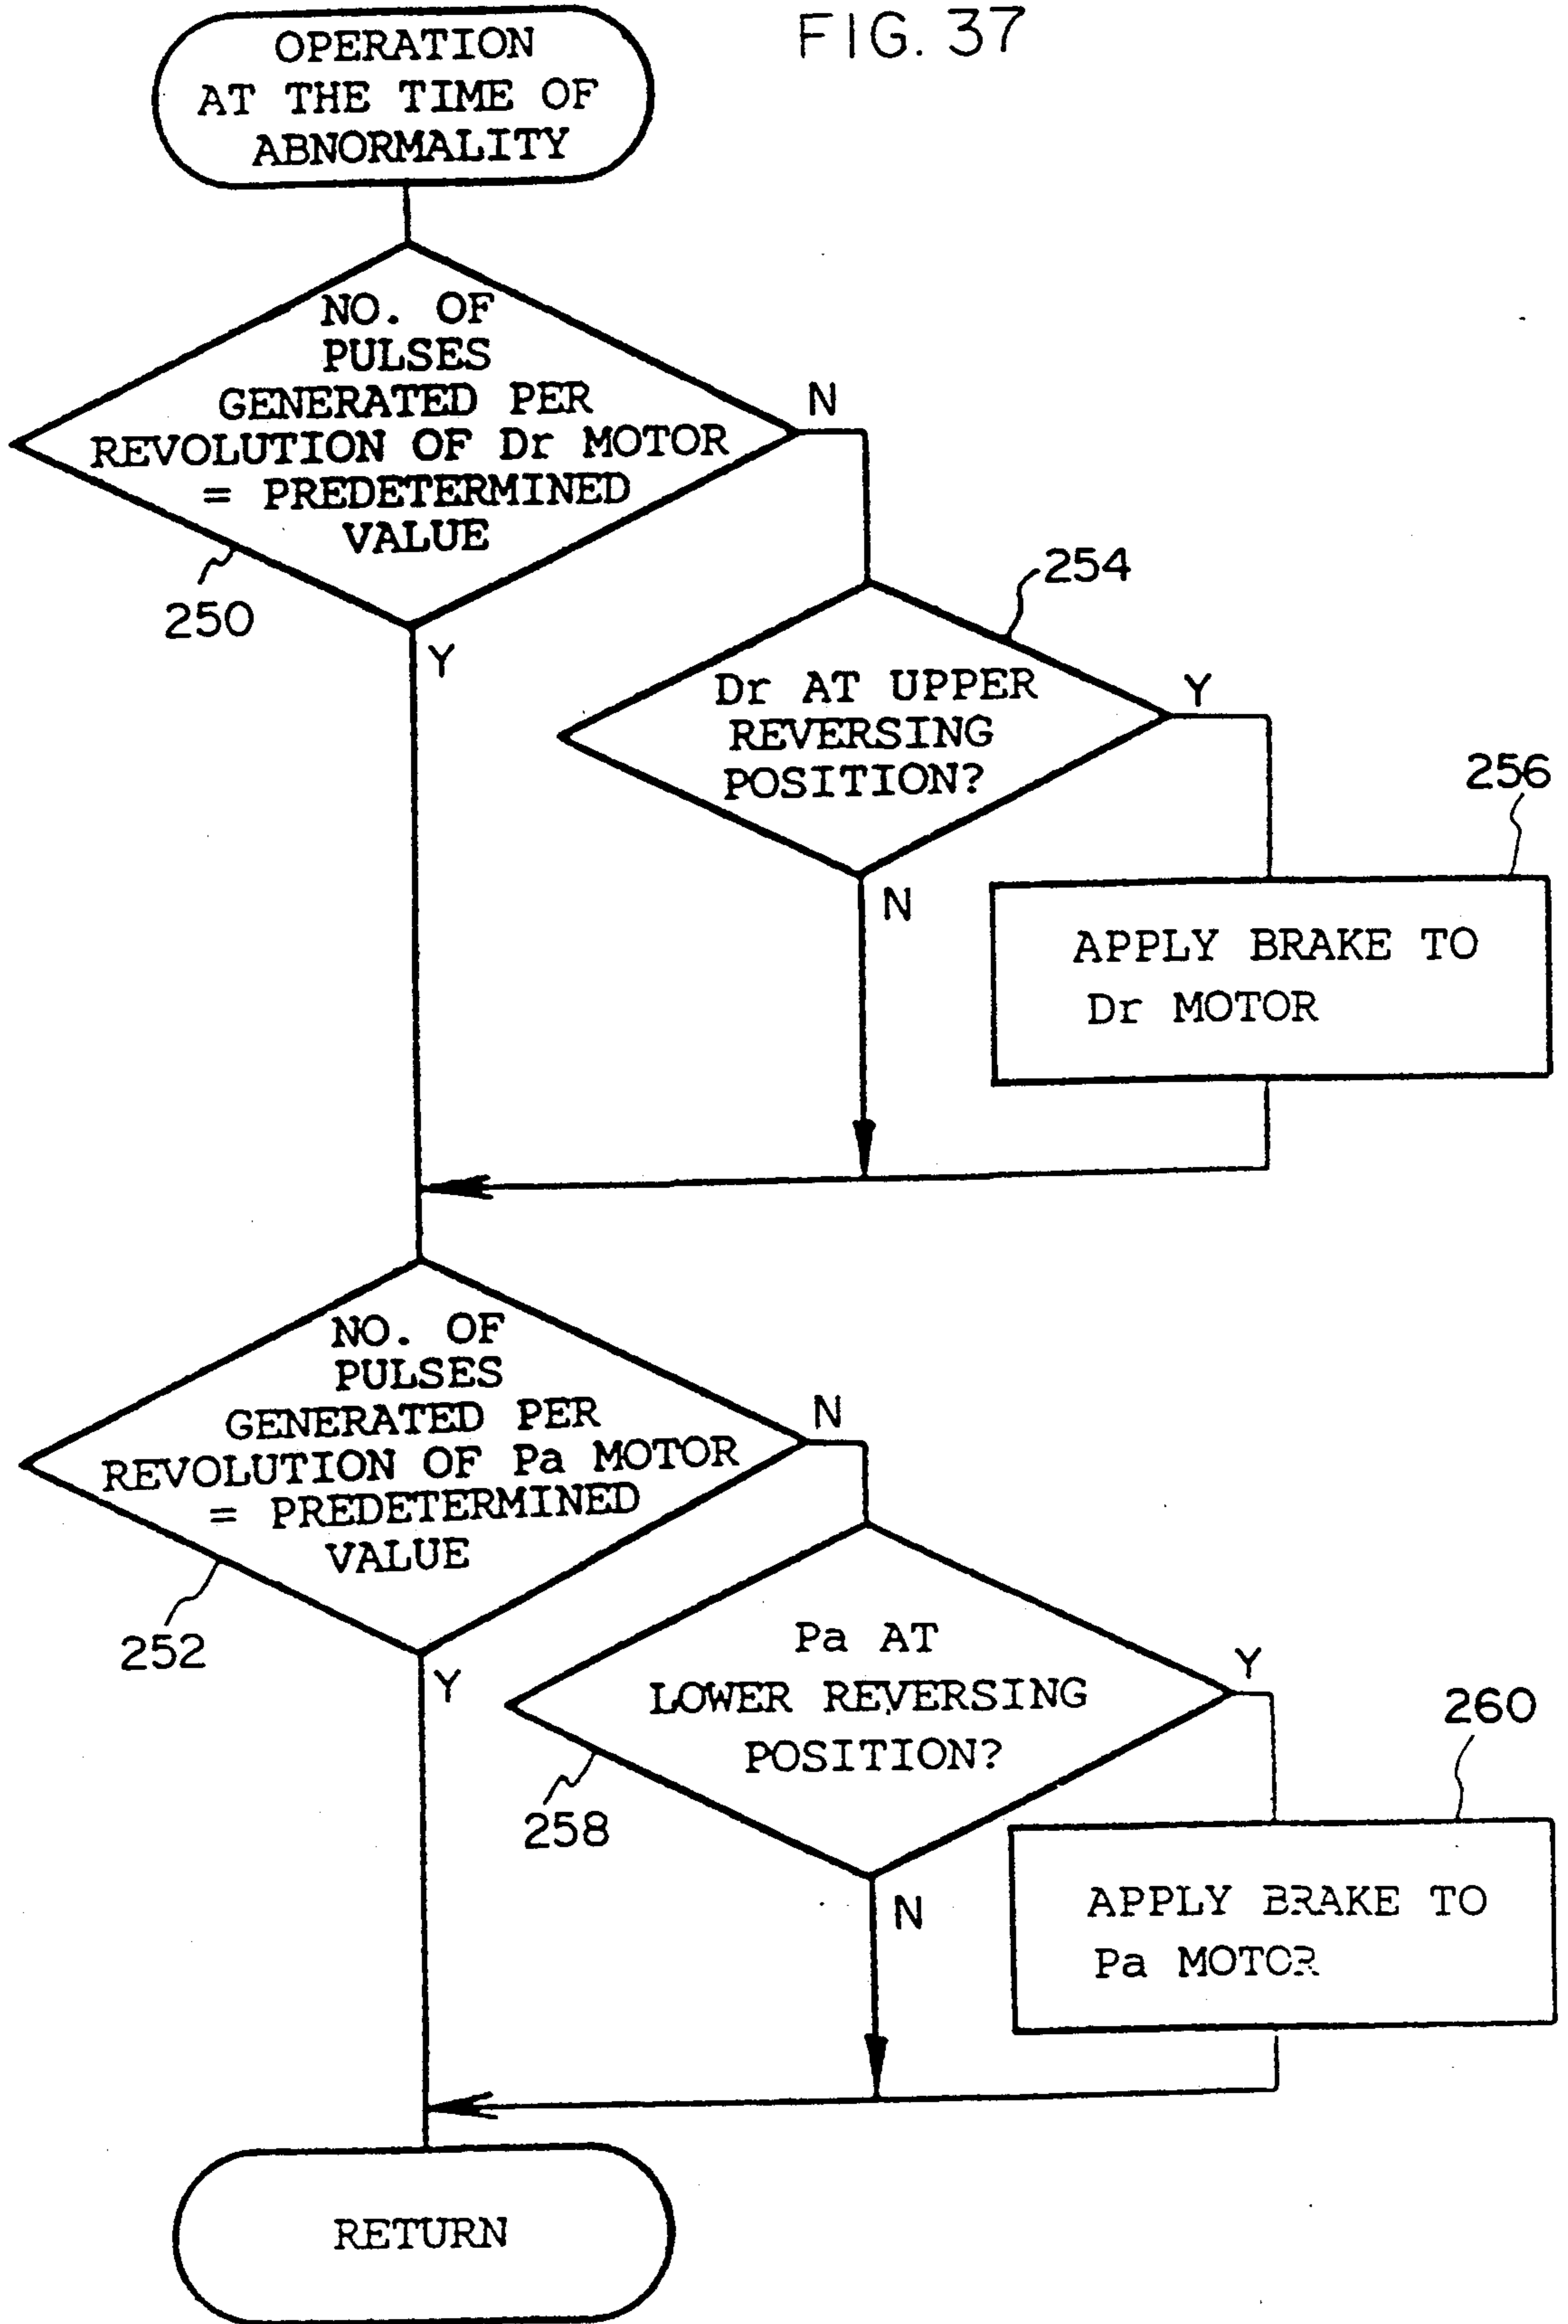 FIG. 37
OPERATION
AT THE TIME OF
ABNORMALITY
NO. OF
PULSES
GENERATED PER
REVOLUTION OF Dr MOTOR
= PREDETERMINED
VALUE
N
250
Y
254
Dr AT UPPER
REVERSING
POSITION?
Y
256
N
APPLY BRAKE TO
Dr MOTOR
NO. OF
PULSES
GENERATED PER
REVOLUTION OF Pa MOTOR
= PREDETERMINED
VALUE
N
252
Y
Pa AT
LOWER REVERSING
POSITION?
Y
258
260
N
APPLY BRAKE TO
Pa MOTOR
RETURN